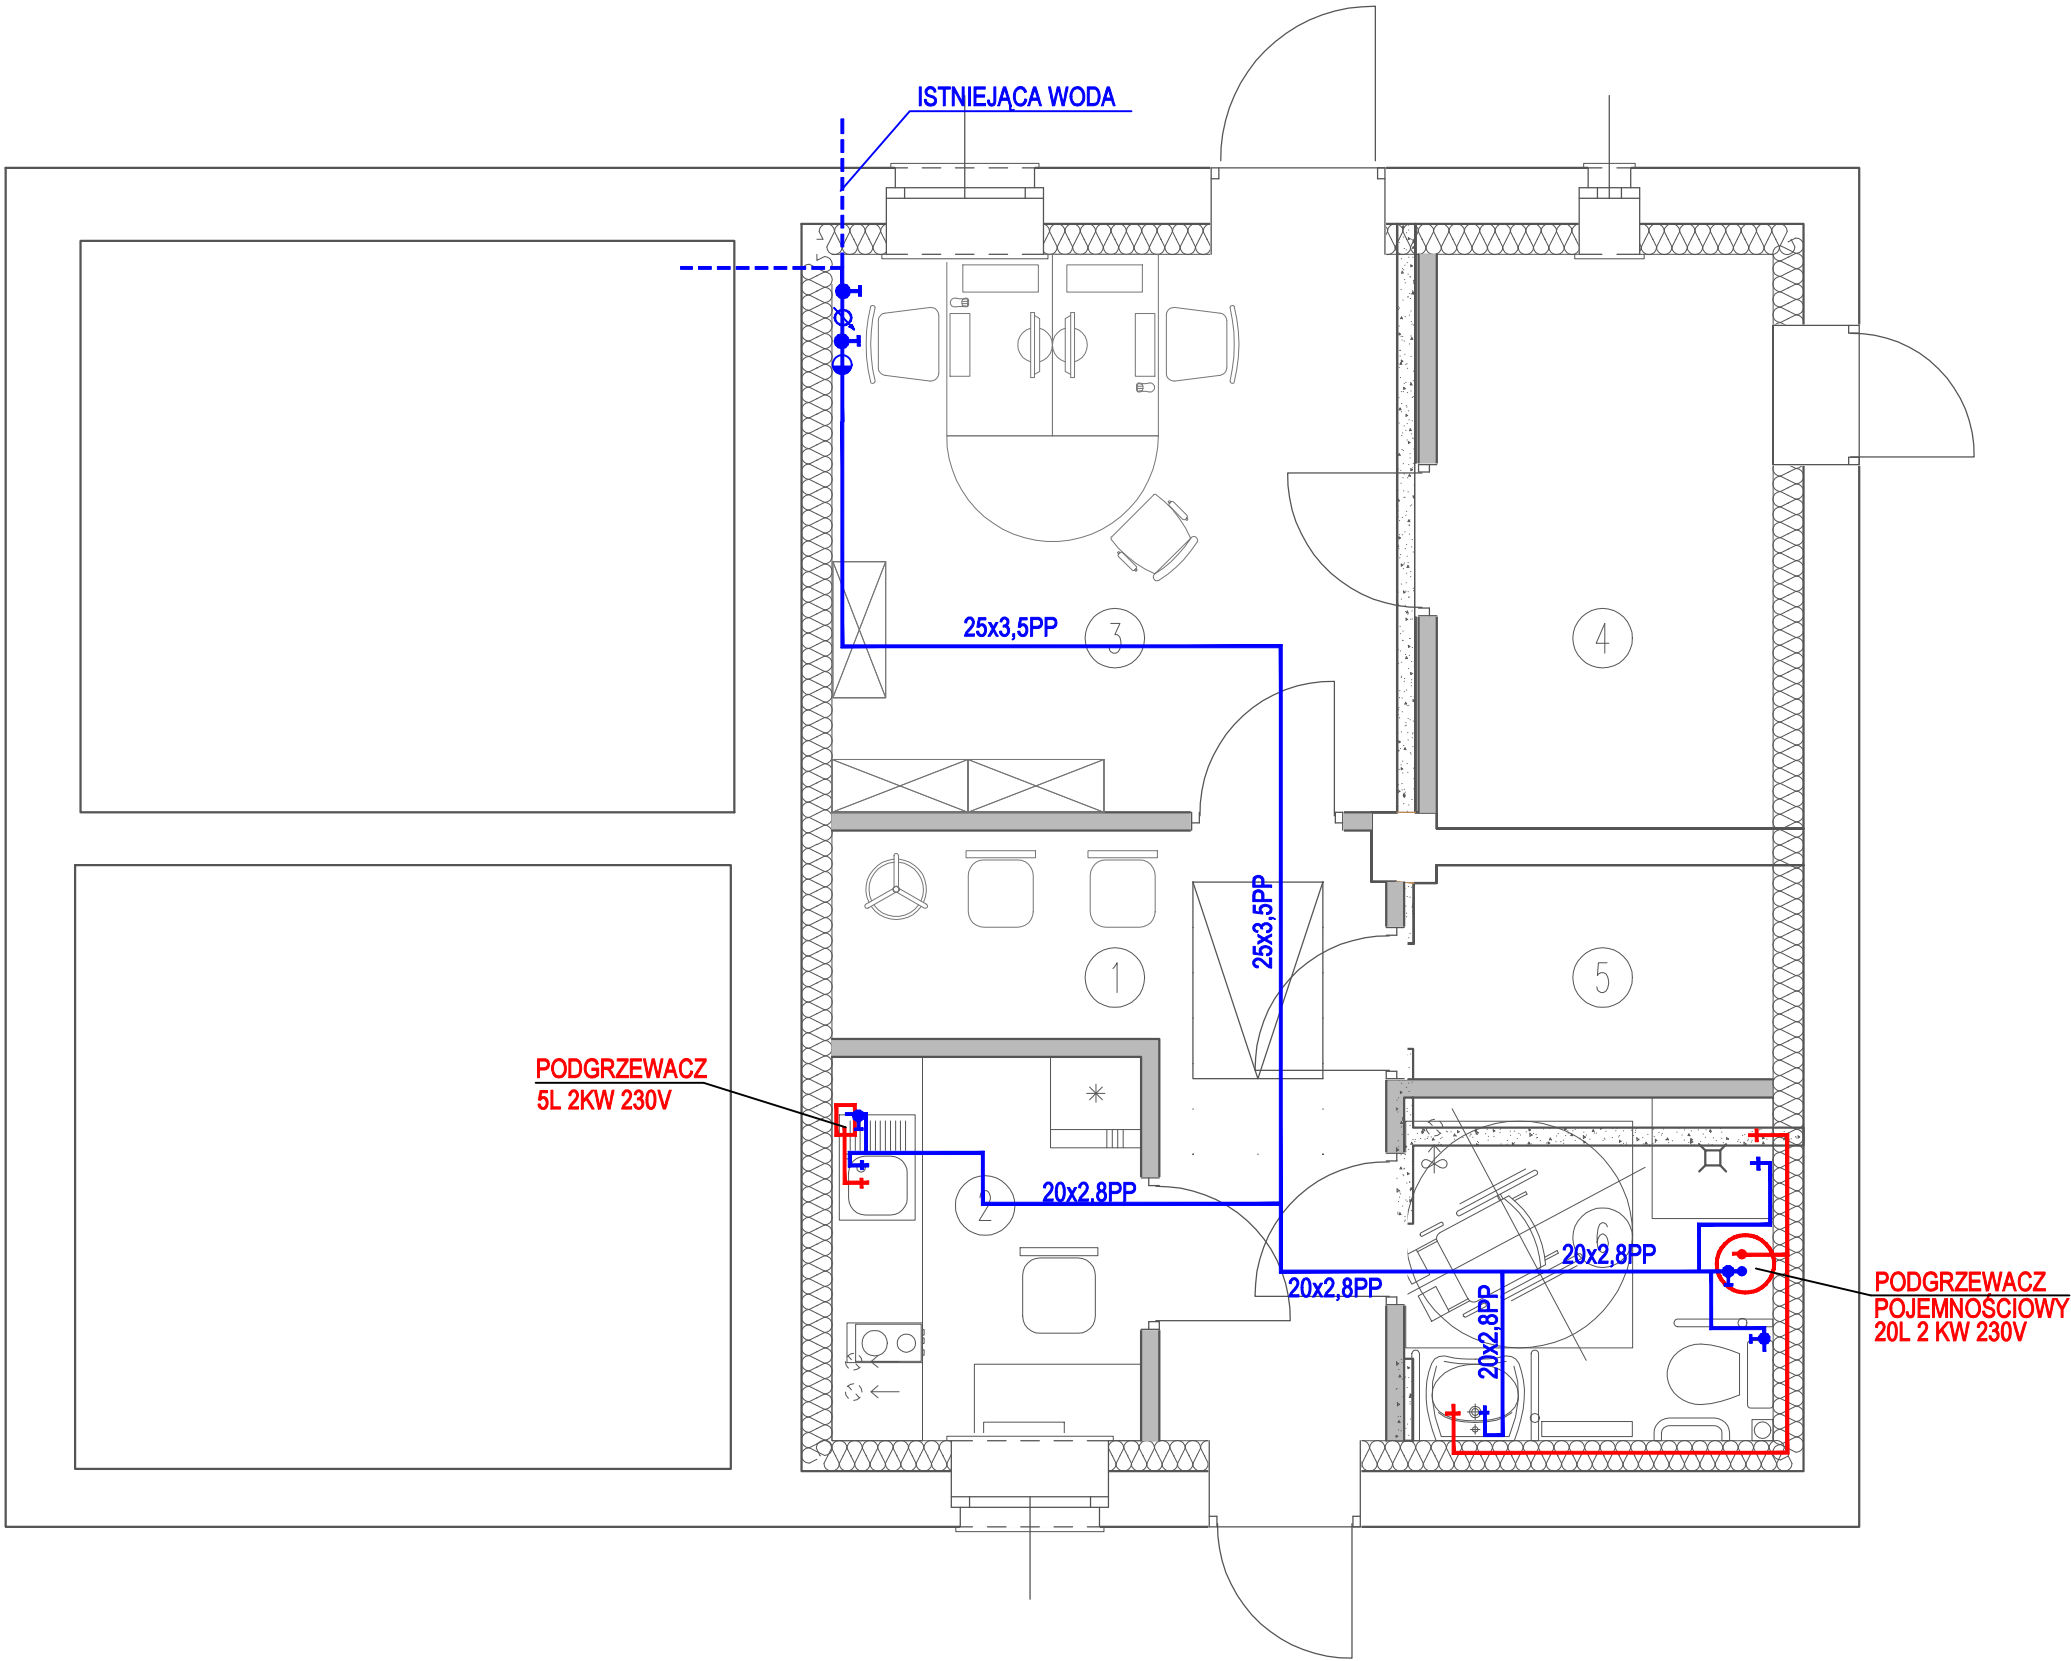 ISTNIEJĄCA WODA
25x3,5PP
3
4
25x3,5PP
1
5
PODGRZEWACZ
5L 2KW 230V
20x2,8PP
2
6
20x2,8PP
20x2,8PP
20x2,8PP
PODGRZEWACZ
POJEMNOŚCIOWY
20L 2 KW 230V